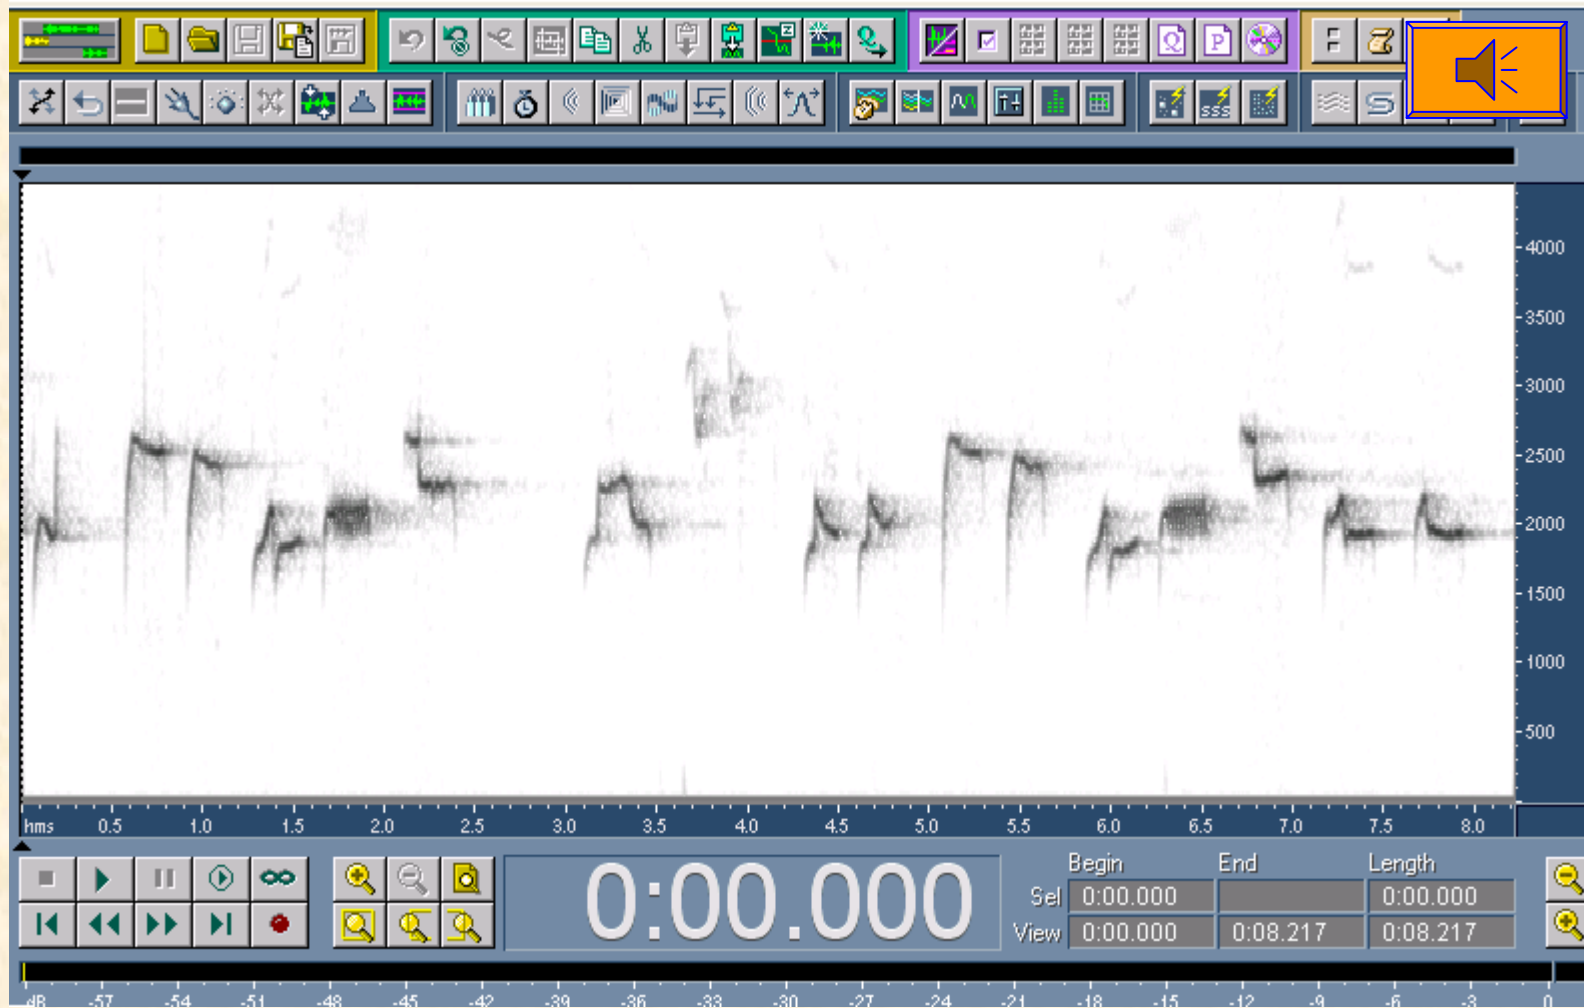 Q P
F
sss
4000
3500
3000
2500
2000
1500
1000
500
hms 0.5 1.0 1.5 2.0 2.5 3.0 3.5 4.0 4.5 5.0 5.5 6.0 6.5 7.0 7.5 8.0
0:00.000
Begin End Length
Sel 0:00.000 0:00.000
View 0:00.000 0:08.217 0:08.217
dB -57 -54 -51 -48 -45 -42 -39 -36 -33 -30 -27 -24 -21 -18 -15 -12 -9 -6 -3 0